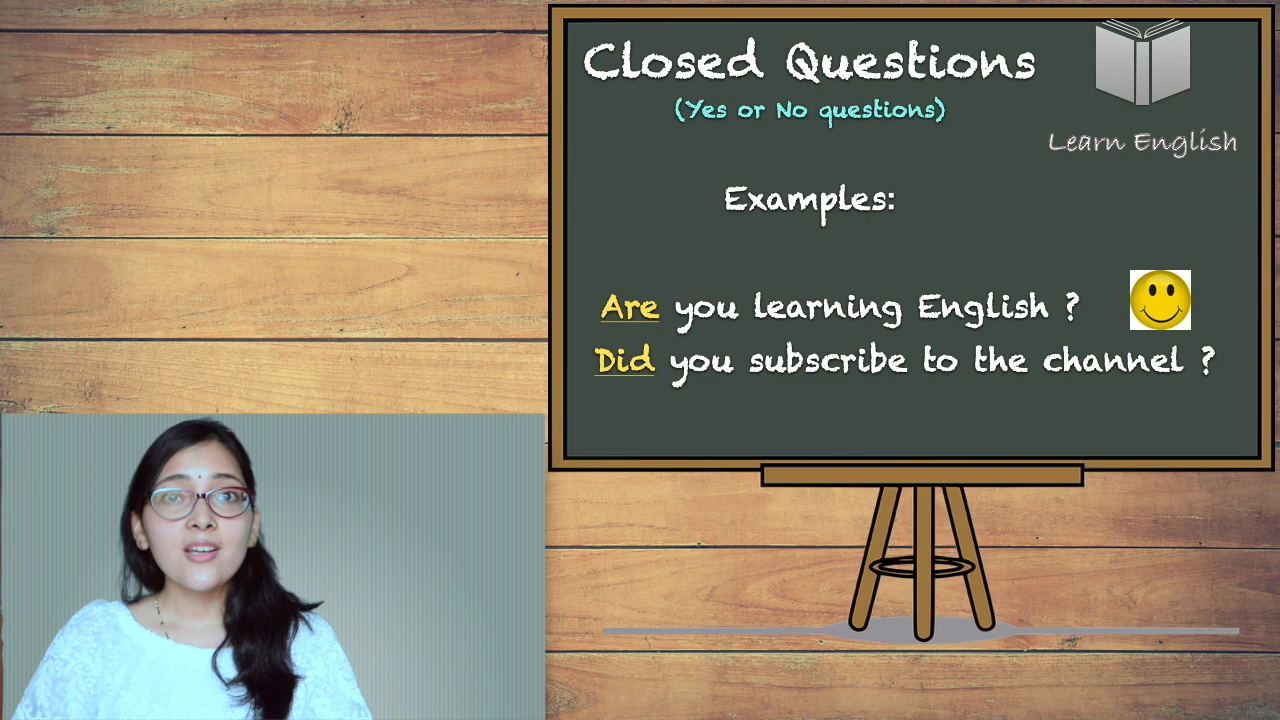 Closed Questions
(Yes or No questions)
Learn English
Examples:
Are you learning English ?
Did you subscribe to the channel ?